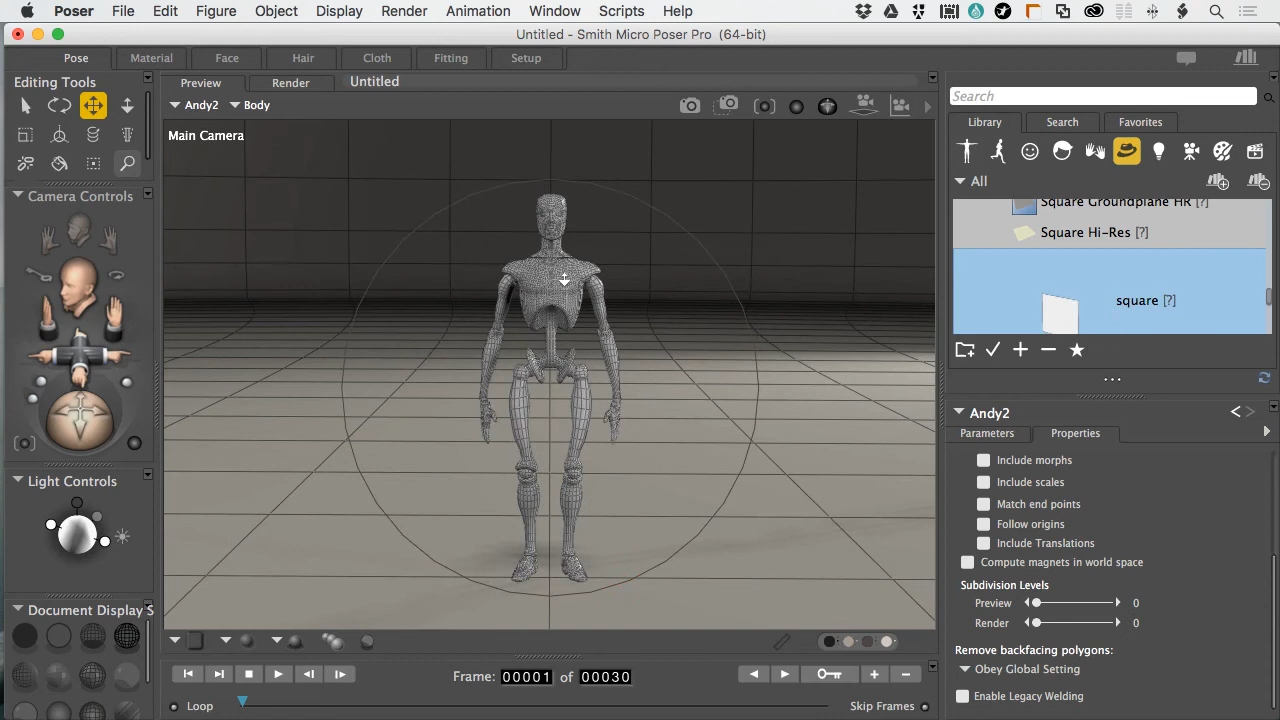 Poser File Edit Figure Object Display Render Animation Window Scripts Help
Untitled - Smith Micro Poser Pro (64-bit)
Pose Material Face Hair Cloth Fitting Setup
Editing Tools
Preview Render Untitled
Andy2 Body
Main Camera
Camera Controls
Light Controls
Document Display S
Frame: 00001 of 00030
Loop
Skip Frames
Search
Library Search Favorites
All
Square Groundplane HR [?]
Square Hi-Res [?]
square [?]
Andy2
Parameters Properties
Include morphs
Include scales
Match end points
Follow origins
Include Translations
Compute magnets in world space
Subdivision Levels
Preview 0
Render 0
Remove backfacing polygons:
Obey Global Setting
Enable Legacy Welding